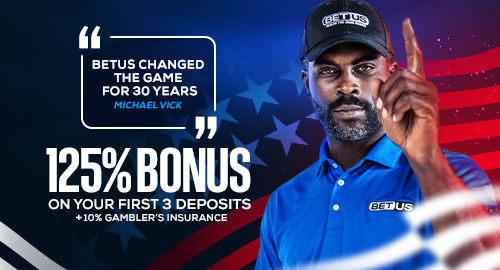 “
BETUS CHANGED
THE GAME
FOR 30 YEARS
MICHAEL VICK
”
125% BONUS
ON YOUR FIRST 3 DEPOSITS
+10% GAMBLER'S INSURANCE
BETUS
BETUS